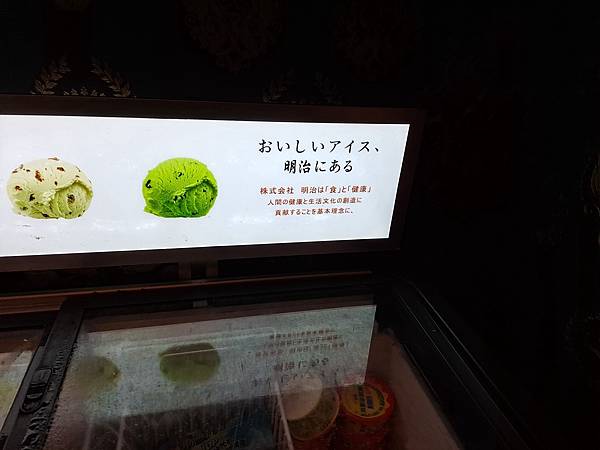 おいしいアイス、
明治にある
株式会社　明治は「食」と「健康」
人間の健康と生活文化の創造に
貢献することを基本理念に、